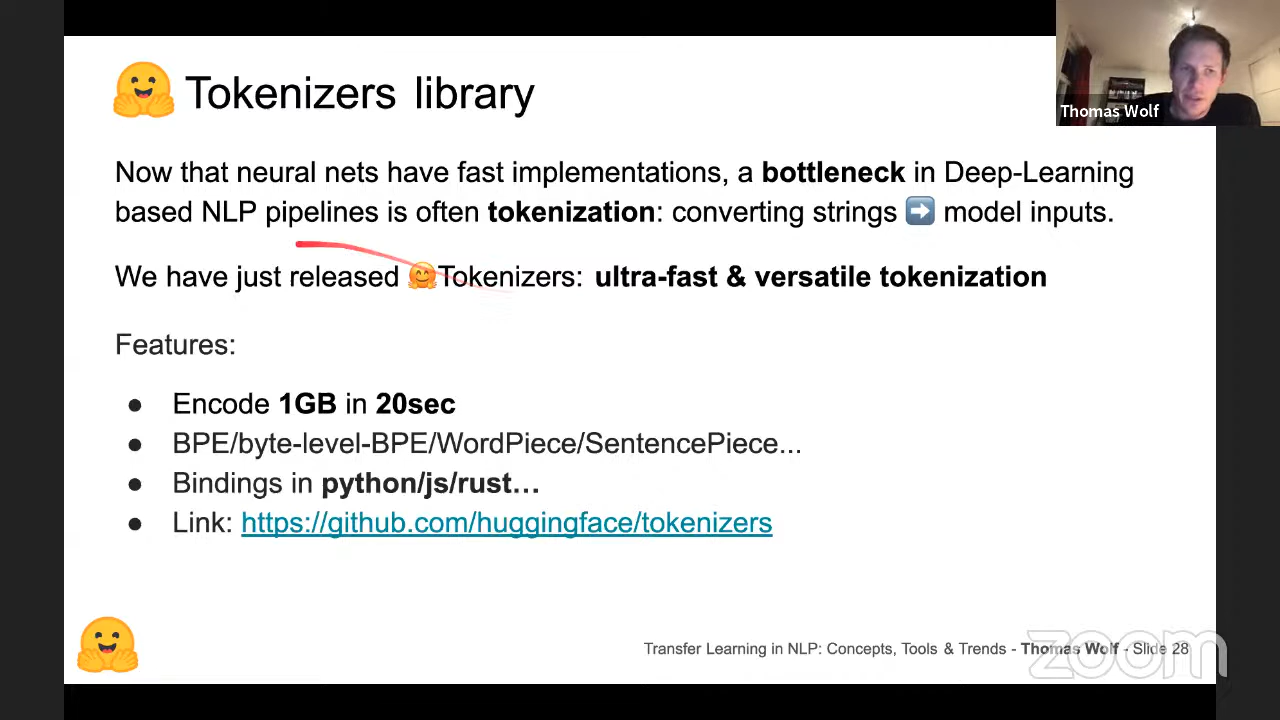 Tokenizers library
Thomas Wolf
Now that neural nets have fast implementations, a bottleneck in Deep-Learning
based NLP pipelines is often tokenization: converting strings ➡️ model inputs.
We have just released 🤗Tokenizers: ultra-fast & versatile tokenization
Features:
● Encode 1GB in 20sec
● BPE/byte-level-BPE/WordPiece/SentencePiece...
● Bindings in python/js/rust…
● Link: https://github.com/huggingface/tokenizers
Transfer Learning in NLP: Concepts, Tools & Trends - Thomas Wolf - Slide 28
zoom